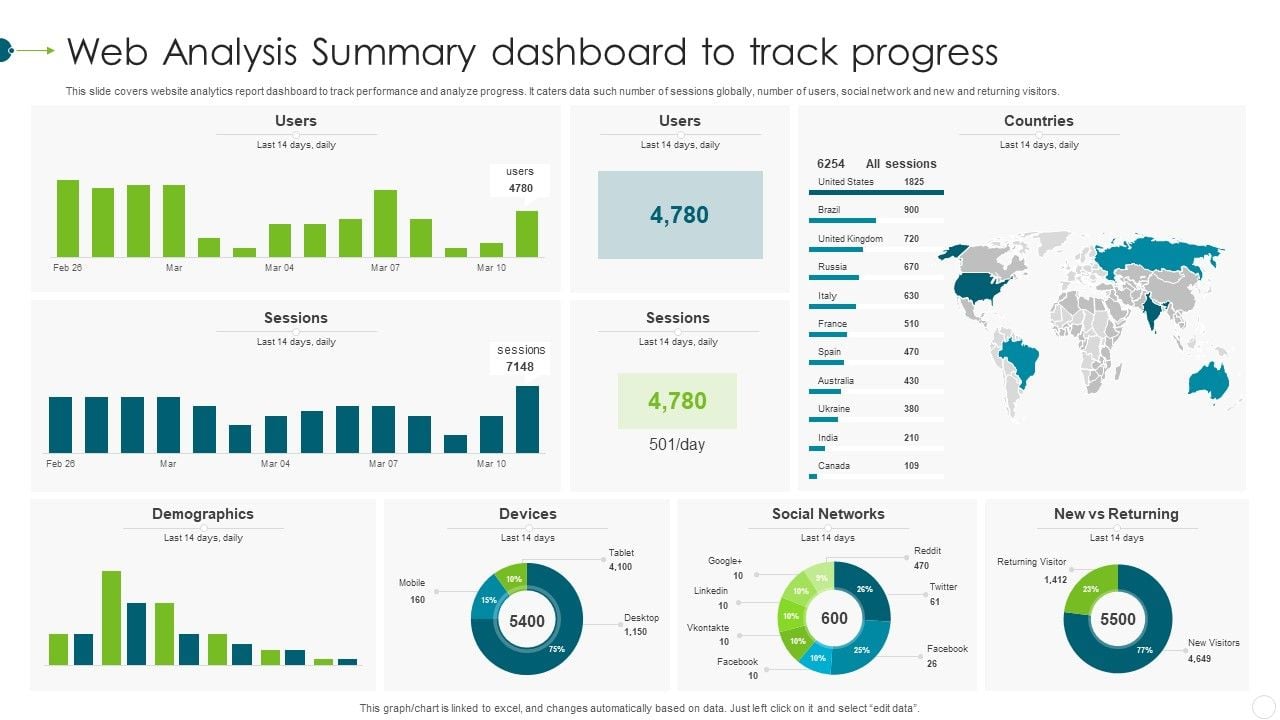 Web Analysis Summary dashboard to track progress
This slide covers website analytics report dashboard to track performance and analyze progress. It caters data such number of sessions globally, number of users, social network and new and returning visitors.
Users
Last 14 days, daily
users
4780
Feb 26 Mar Mar 04 Mar 07 Mar 10
Users
Last 14 days, daily
4,780
Countries
Last 14 days, daily
6254 All sessions
United States 1825
Brazil 900
United Kingdom 720
Russia 670
Italy 630
France 510
Spain 470
Australia 430
Ukraine 380
India 210
Canada 109
Sessions
Last 14 days, daily
sessions
7148
Feb 26 Mar Mar 04 Mar 07 Mar 10
Sessions
Last 14 days, daily
4,780
501/day
Demographics
Last 14 days, daily
Devices
Last 14 days
Tablet
4,100
10%
Mobile
160
15%
5400
Desktop
1,150
75%
Social Networks
Last 14 days
Google+
10
Linkedin
10
Vkontakte
10
Facebook
10
Reddit
470
Twitter
61
Facebook
26
9%
26%
10%
10%
10%
10%
25%
600
New vs Returning
Last 14 days
Returning Visitor
1,412
23%
5500
77%
New Visitors
4,649
This graph/chart is linked to excel, and changes automatically based on data. Just left click on it and select “edit data”.